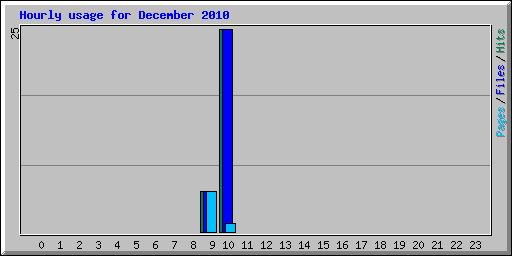 Hourly usage for December 2010
25
Pages/Files/Hits
0 1 2 3 4 5 6 7 8 9 10 11 12 13 14 15 16 17 18 19 20 21 22 23